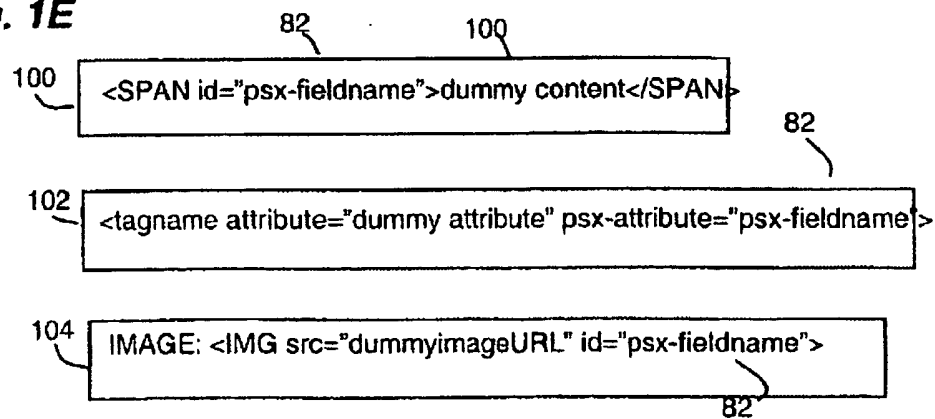 . 1E
82
100
100
<SPAN id="psx-fieldname">dummy content</SPAN>
82
102
<tagname attribute="dummy attribute" psx-attribute="psx-fieldname">
104
IMAGE: <IMG src="dummyimageURL" id="psx-fieldname">
82